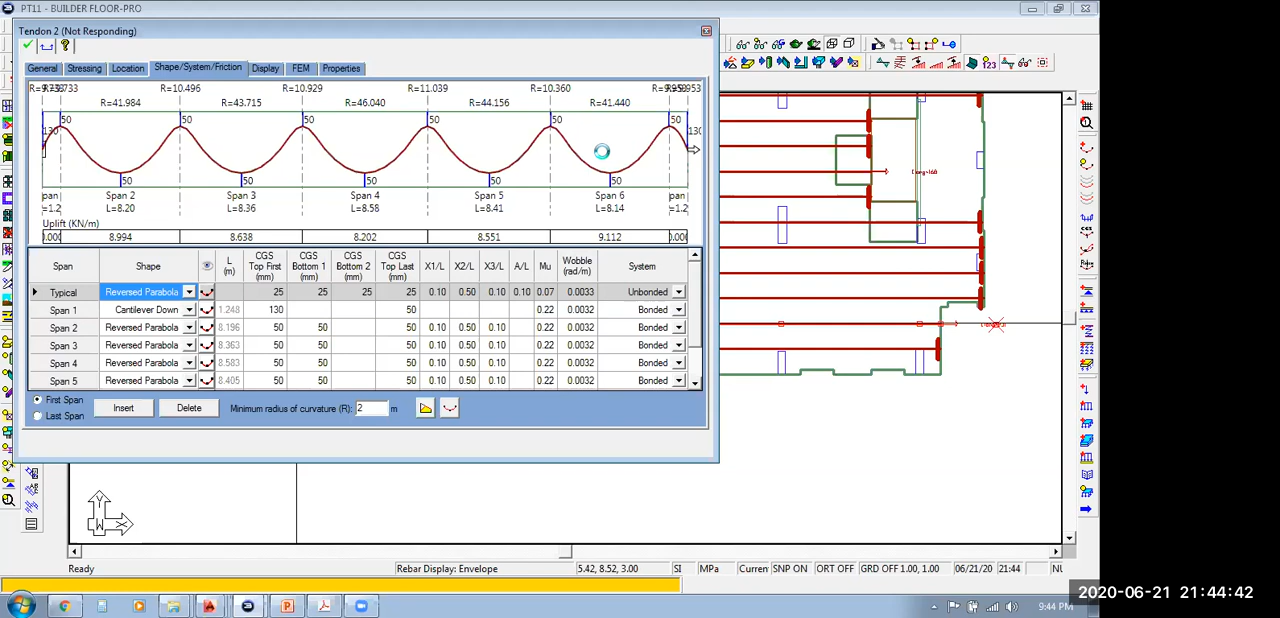 PT11 - BUILDER FLOOR-PRO
Tendon 2 (Not Responding)
General Stressing Location Shape/System/Friction Display FEM Properties
R=10.496 R=10.929 R=11.039 R=10.360
R=41.984 R=43.715 R=46.040 R=44.156 R=41.440
50 50 50 50 50 50
130
50 50 50 50 50
pan Span 2 Span 3 Span 4 Span 5 Span 6 pan
=1.2 L=8.20 L=8.36 L=8.58 L=8.41 L=8.14 =1.2
Uplift (KN/m)
0.000 8.994 8.638 8.202 8.551 9.112 0.000
Span Shape L (m) CGS Top First (mm) CGS Bottom 1 (mm) CGS Bottom 2 (mm) CGS Top Last (mm) X1/L X2/L X3/L A/L Mu Wobble (rad/m) System
Typical Reversed Parabola 25 25 25 25 0.10 0.50 0.10 0.10 0.07 0.0033 Unbonded
Span 1 Cantilever Down 1.248 130 50 0.22 0.0032 Bonded
Span 2 Reversed Parabola 8.196 50 50 50 0.10 0.50 0.10 0.22 0.0032 Bonded
Span 3 Reversed Parabola 8.363 50 50 50 0.10 0.50 0.10 0.22 0.0032 Bonded
Span 4 Reversed Parabola 8.583 50 50 50 0.10 0.50 0.10 0.22 0.0032 Bonded
Span 5 Reversed Parabola 8.405 50 50 50 0.10 0.50 0.10 0.22 0.0032 Bonded
First Span
Last Span
Insert Delete Minimum radius of curvature (R): 2 m
Y
W X
Ready Rebar Display: Envelope 5.42, 8.52, 3.00 SI MPa Curren SNP ON ORT OFF GRD OFF 1.00, 1.00 06/21/20 21:44 NU
9:44 PM
2020-06-21 21:44:42